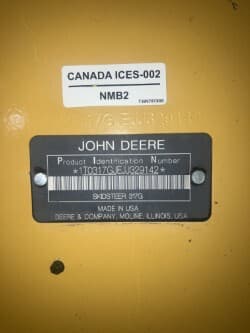 CANADA ICES-002
NMB2
JOHN DEERE
Product Identification Number
*1T0317GJEJJ329142*
SKIDSTEER 317G
MADE IN USA
DEERE & COMPANY, MOLINE, ILLINOIS, USA